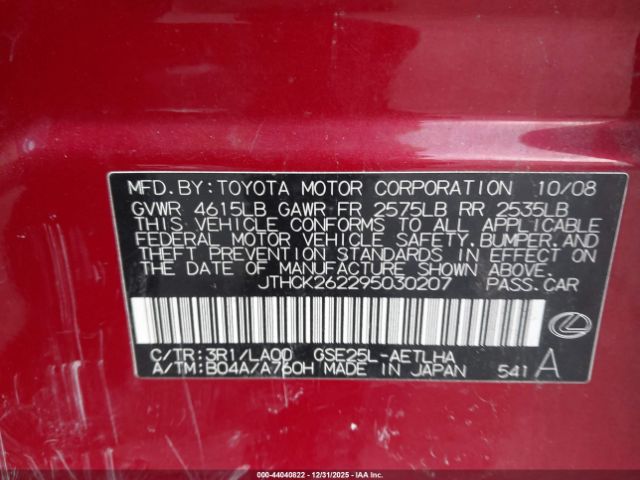 MFD. BY: TOYOTA MOTOR CORPORATION 10/08
GVWR 4615LB GAWR FR 2575LB RR 2535LB
THIS VEHICLE CONFORMS TO ALL APPLICABLE
FEDERAL MOTOR VEHICLE SAFETY, BUMPER, AND
THEFT PREVENTION STANDARDS IN EFFECT ON
THE DATE OF MANUFACTURE SHOWN ABOVE.
JTHCK262295030207 PASS. CAR
C/TR: 3R1/LA00 GSE25L-AETLHA
A/TM: B04A/A760H MADE IN JAPAN 541 A
000-44040822 - 12/31/2025 - IAA Inc.